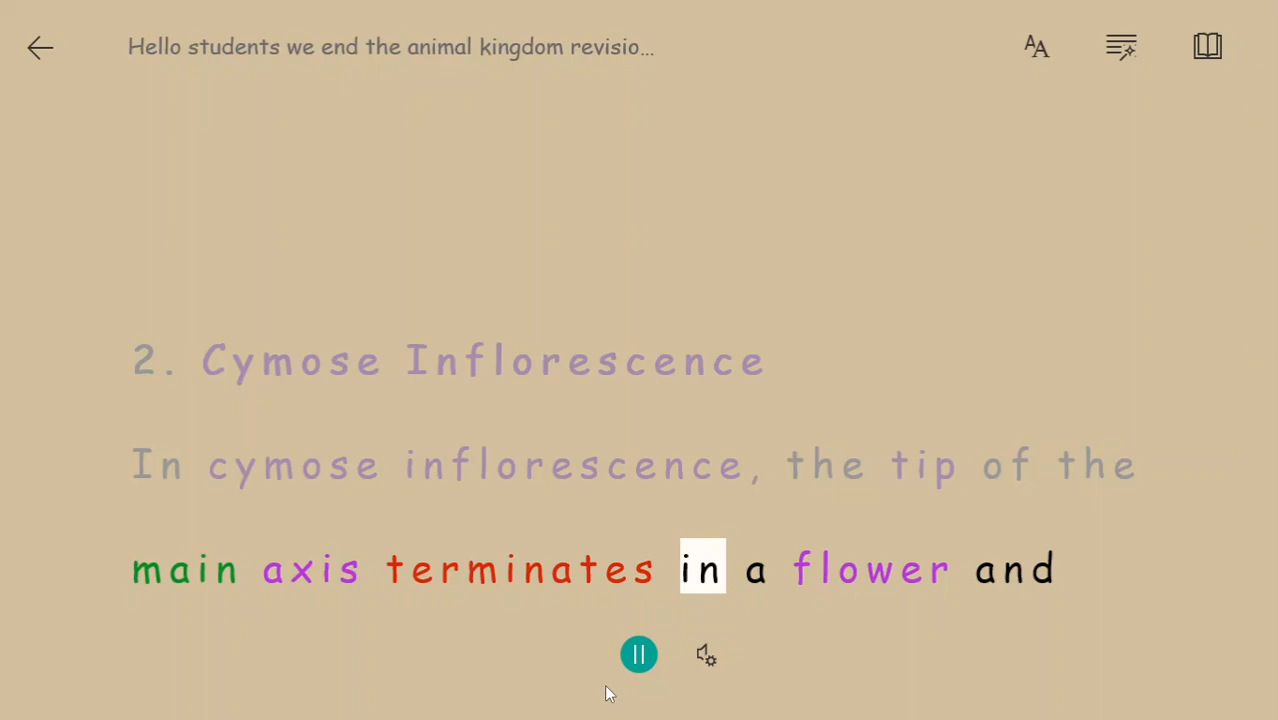 Hello students we end the animal kingdom revisio...
2. Cymose Inflorescence
In cymose inflorescence, the tip of the
main axis terminates in a flower and